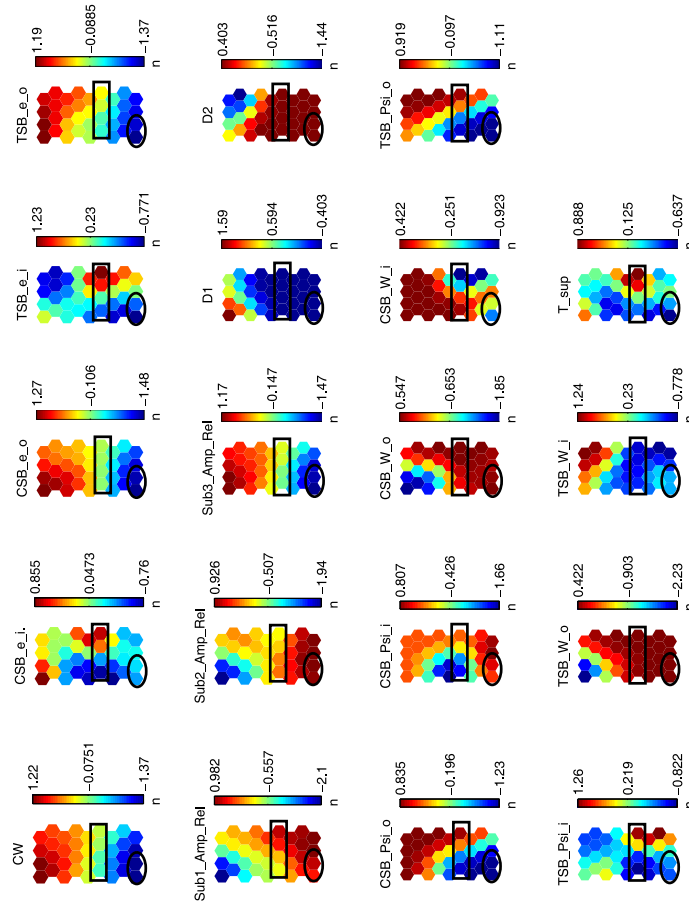 CW
1.22
-0.0751
-1.37
n
CSB_e_i.
0.855
0.0473
-0.76
n
CSB_e_o
1.27
-0.106
-1.48
n
TSB_e_i
1.23
0.23
-0.771
n
TSB_e_o
1.19
-0.0885
-1.37
n
Sub1_Amp_Rel
0.982
-0.557
-2.1
n
Sub2_Amp_Rel
0.926
-0.507
-1.94
n
Sub3_Amp_Rel
1.17
-0.147
-1.47
n
D1
1.59
0.594
-0.403
n
D2
0.403
-0.516
-1.44
n
CSB_Psi_o
0.835
-0.196
-1.23
n
CSB_Psi_i
0.807
-0.426
-1.66
n
CSB_W_o
0.547
-0.653
-1.85
n
CSB_W_i
0.422
-0.251
-0.923
n
TSB_Psi_o
0.919
-0.097
-1.11
n
TSB_Psi_i
1.26
0.219
-0.822
n
TSB_W_o
0.422
-0.903
-2.23
n
TSB_W_i
1.24
0.23
-0.778
n
T_sup
0.888
0.125
-0.637
n